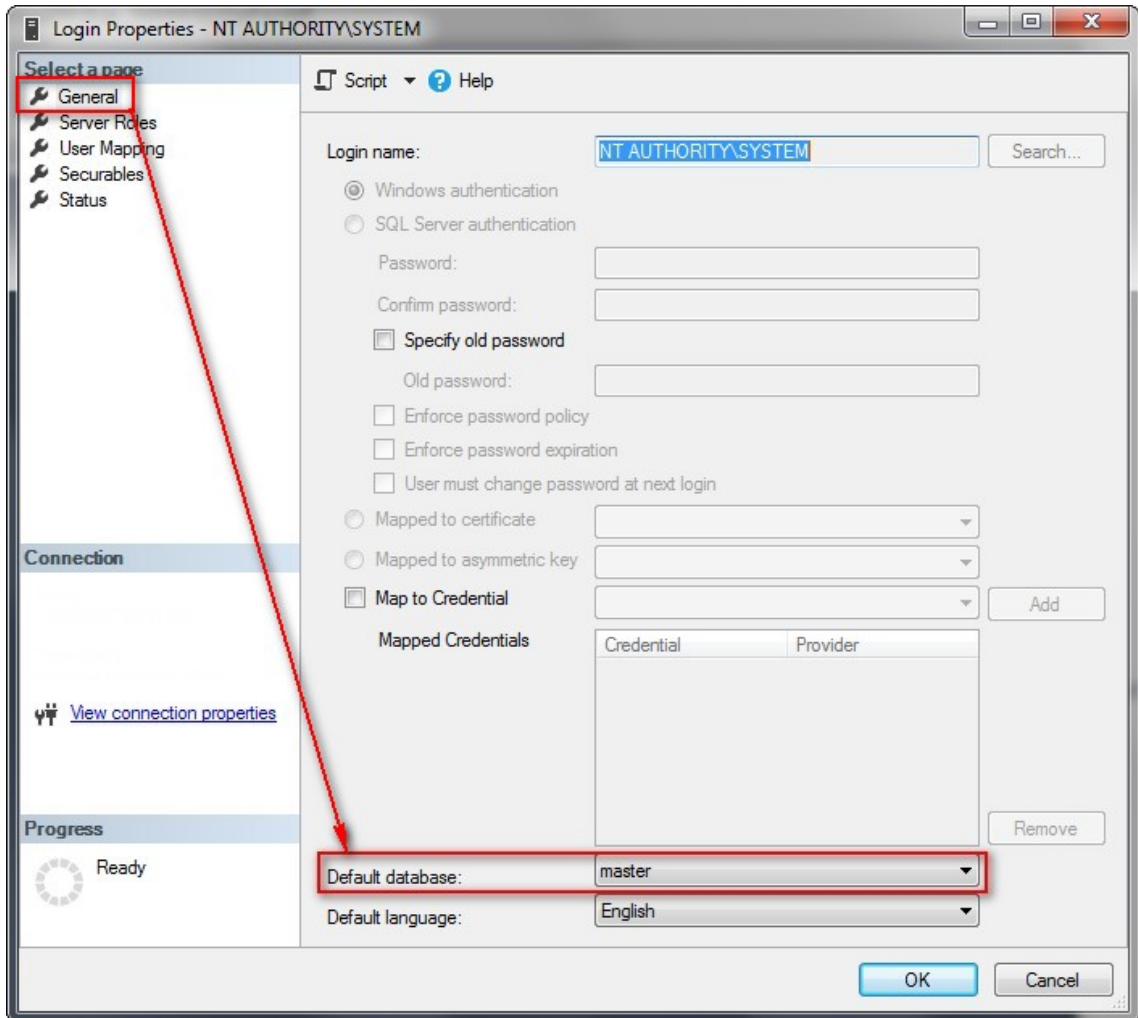 Login Properties - NT AUTHORITY\SYSTEM
Select a page
General
Server Roles
User Mapping
Securables
Status
Connection
View connection properties
Progress
Ready
Script Help
Login name: NT AUTHORITY\SYSTEM Search...
Windows authentication
SQL Server authentication
Password:
Confirm password:
Specify old password
Old password:
Enforce password policy
Enforce password expiration
User must change password at next login
Mapped to certificate
Mapped to asymmetric key
Map to Credential Add
Mapped Credentials Credential Provider
Remove
Default database: master
Default language: English
OK Cancel